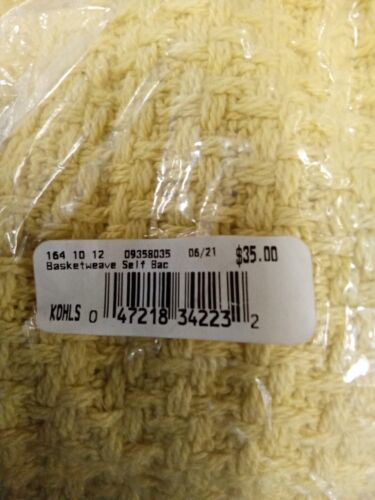 164 10 12 09358035 06/21 $35.00
Basketweave Self Bac
KOHLS 0 47218 34223 2